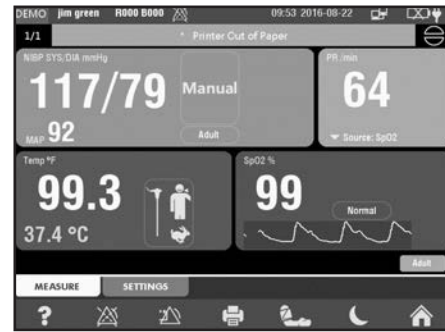 DEMO jim green R000 B000 09:53 2016-08-22
1/1 * Printer Out of Paper
NIBP SYS/DIA mmHg
117/79
Manual
MAP 92
Adult
PR /min
64
Source: SpO2
Temp °F
99.3
37.4 °C
SpO2 %
99
Normal
Adult
MEASURE SETTINGS
?